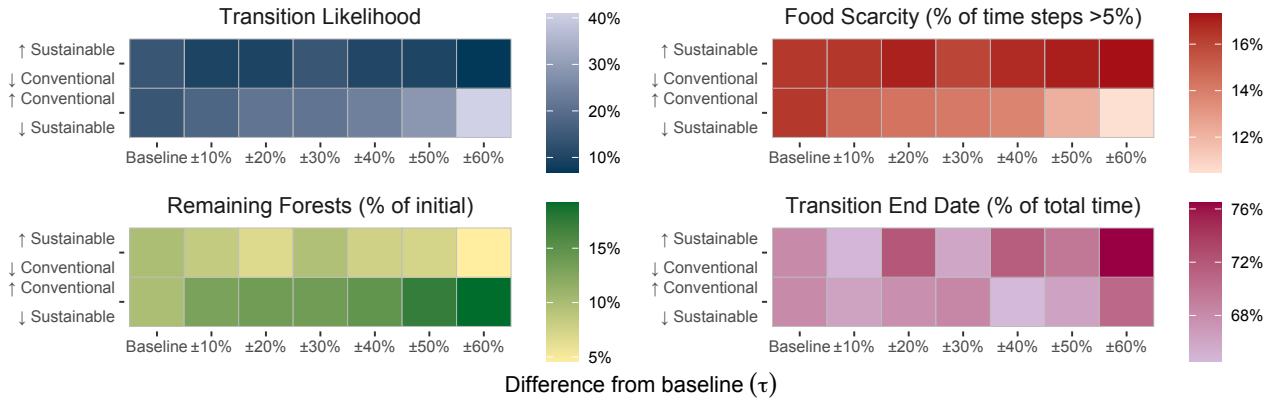 Transition Likelihood
↑ Sustainable
↓ Conventional
↑ Conventional
↓ Sustainable
Baseline ±10% ±20% ±30% ±40% ±50% ±60%
40%
30%
20%
10%
Food Scarcity (% of time steps >5%)
↑ Sustainable
↓ Conventional
↑ Conventional
↓ Sustainable
Baseline ±10% ±20% ±30% ±40% ±50% ±60%
16%
14%
12%
Remaining Forests (% of initial)
↑ Sustainable
↓ Conventional
↑ Conventional
↓ Sustainable
Baseline ±10% ±20% ±30% ±40% ±50% ±60%
15%
10%
5%
Transition End Date (% of total time)
↑ Sustainable
↓ Conventional
↑ Conventional
↓ Sustainable
Baseline ±10% ±20% ±30% ±40% ±50% ±60%
76%
72%
68%
Difference from baseline (τ)